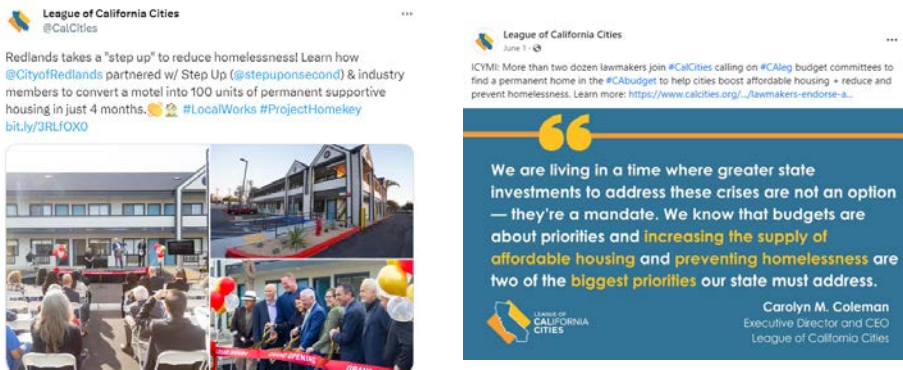 League of California Cities
@CalCities
Redlands takes a "step up" to reduce homelessness! Learn how
@CityofRedlands partnered w/ Step Up (@stepuponsecond) & industry
members to convert a motel into 100 units of permanent supportive
housing in just 4 months.👏🏠 #LocalWorks #ProjectHomekey
bit.ly/3RLfOX0
GRAND OPENING
League of California Cities
June 1 ·
ICYMI: More than two dozen lawmakers join #CalCities calling on #CAleg budget committees to
find a permanent home in the #CAbudget to help cities boost affordable housing + reduce and
prevent homelessness. Learn more: https://www.calcities.org/.../lawmakers-endorse-a...
We are living in a time where greater state
investments to address these crises are not an option
— they're a mandate. We know that budgets are
about priorities and increasing the supply of
affordable housing and preventing homelessness are
two of the biggest priorities our state must address.
LEAGUE OF
CALIFORNIA
CITIES
Carolyn M. Coleman
Executive Director and CEO
League of California Cities